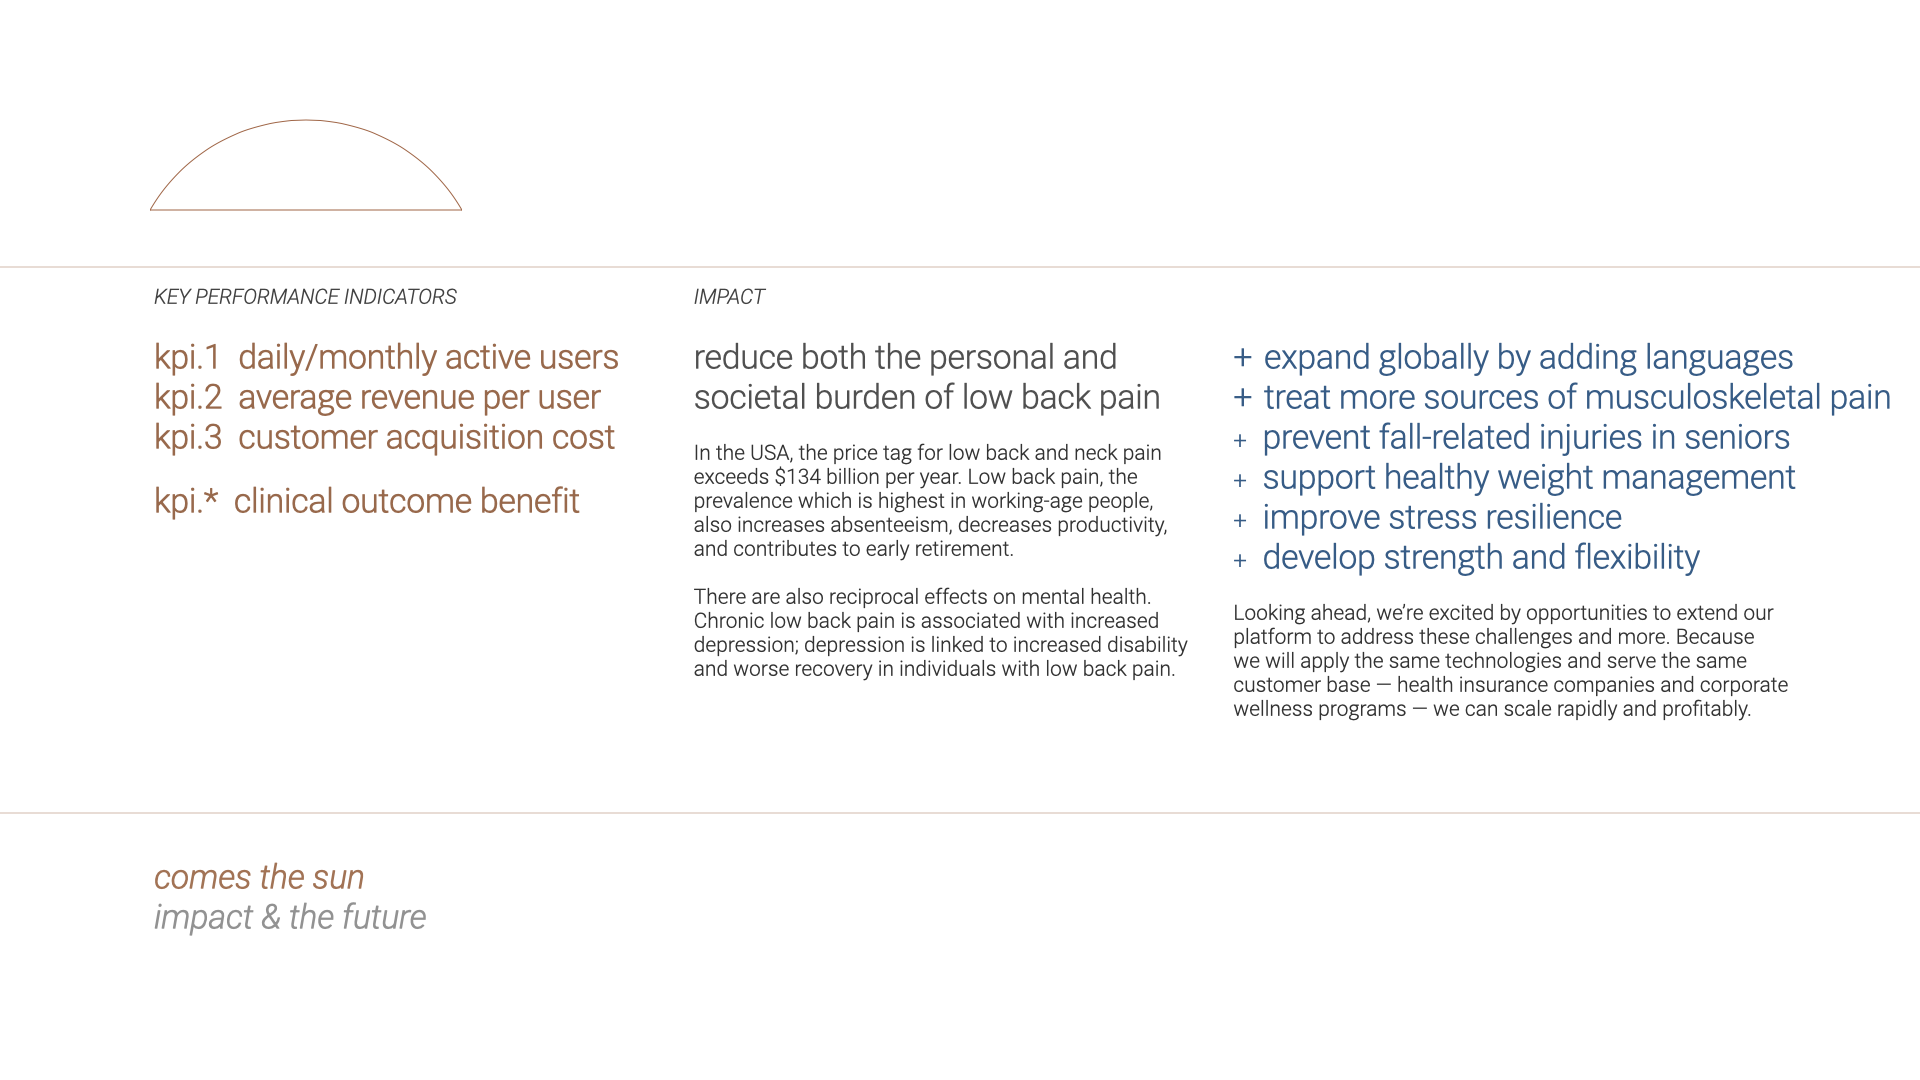 KEY PERFORMANCE INDICATORS
kpi.1 daily/monthly active users
kpi.2 average revenue per user
kpi.3 customer acquisition cost
kpi.* clinical outcome benefit
IMPACT
reduce both the personal and
societal burden of low back pain
In the USA, the price tag for low back and neck pain
exceeds $134 billion per year. Low back pain, the
prevalence which is highest in working-age people,
also increases absenteeism, decreases productivity,
and contributes to early retirement.
There are also reciprocal effects on mental health.
Chronic low back pain is associated with increased
depression; depression is linked to increased disability
and worse recovery in individuals with low back pain.
+ expand globally by adding languages
+ treat more sources of musculoskeletal pain
+ prevent fall-related injuries in seniors
+ support healthy weight management
+ improve stress resilience
+ develop strength and flexibility
Looking ahead, we’re excited by opportunities to extend our
platform to address these challenges and more. Because
we will apply the same technologies and serve the same
customer base — health insurance companies and corporate
wellness programs — we can scale rapidly and profitably.
comes the sun
impact & the future